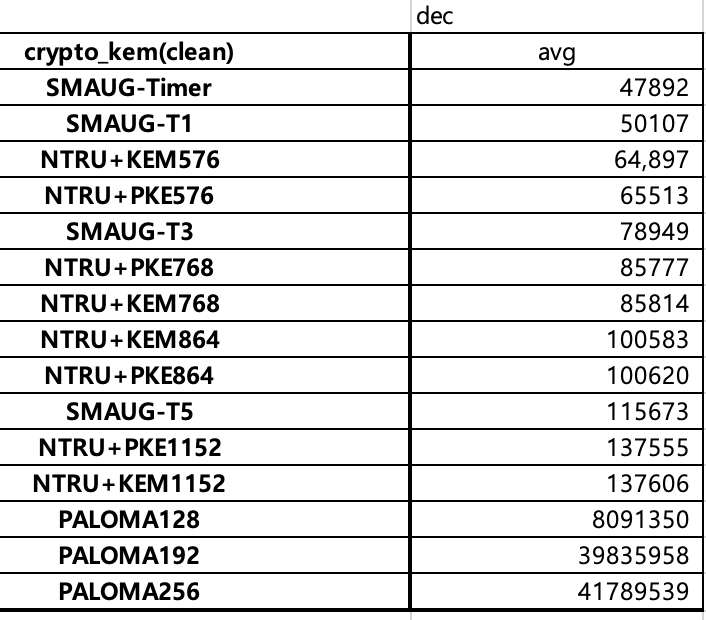 dec
crypto_kem(clean) avg
SMAUG-Timer 47892
SMAUG-T1 50107
NTRU+KEM576 64,897
NTRU+PKE576 65513
SMAUG-T3 78949
NTRU+PKE768 85777
NTRU+KEM768 85814
NTRU+KEM864 100583
NTRU+PKE864 100620
SMAUG-T5 115673
NTRU+PKE1152 137555
NTRU+KEM1152 137606
PALOMA128 8091350
PALOMA192 39835958
PALOMA256 41789539